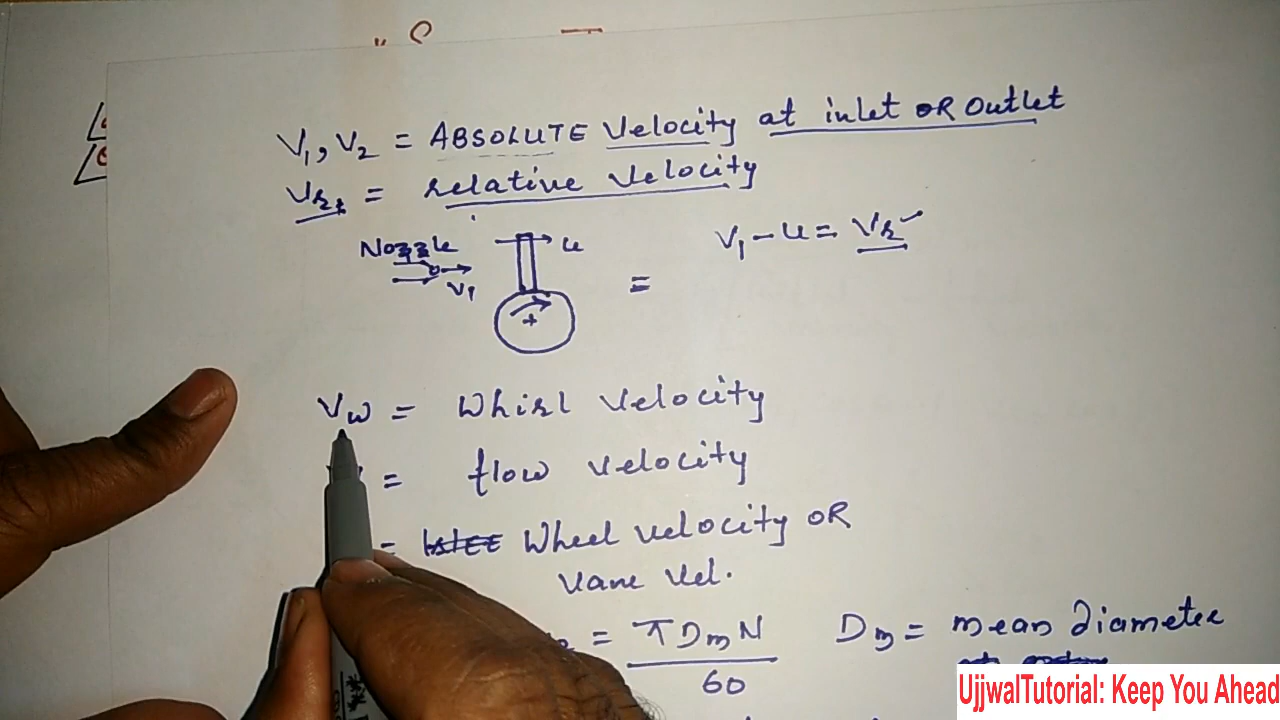 V1, V2 = ABSOLUTE Velocity at inlet OR Outlet
Vr1 = relative velocity
Nozzle
u
V1
V1 - u = Vr
=
Vw = Whirl velocity
= flow velocity
= Wheel velocity OR
Vane Vel.
= πDmN / 60
Dm = mean Diameter
UjjwalTutorial: Keep You Ahead